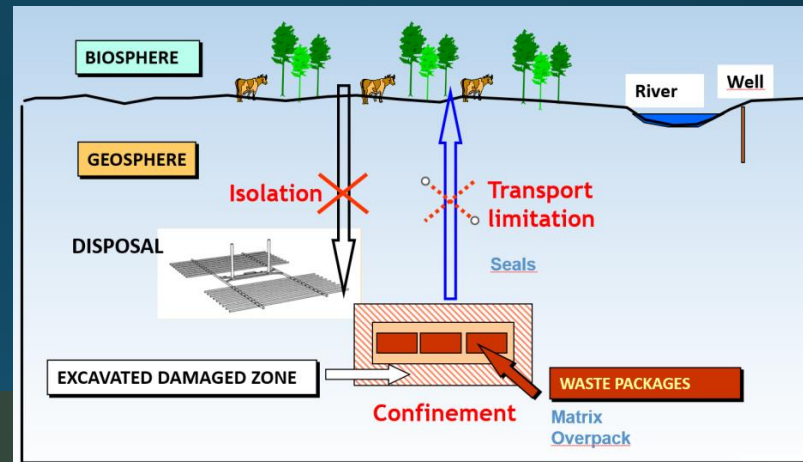 BIOSPHERE
River
Well
GEOSPHERE
Isolation
Transport
limitation
DISPOSAL
Seals
EXCAVATED DAMAGED ZONE
WASTE PACKAGES
Confinement
Matrix
Overpack